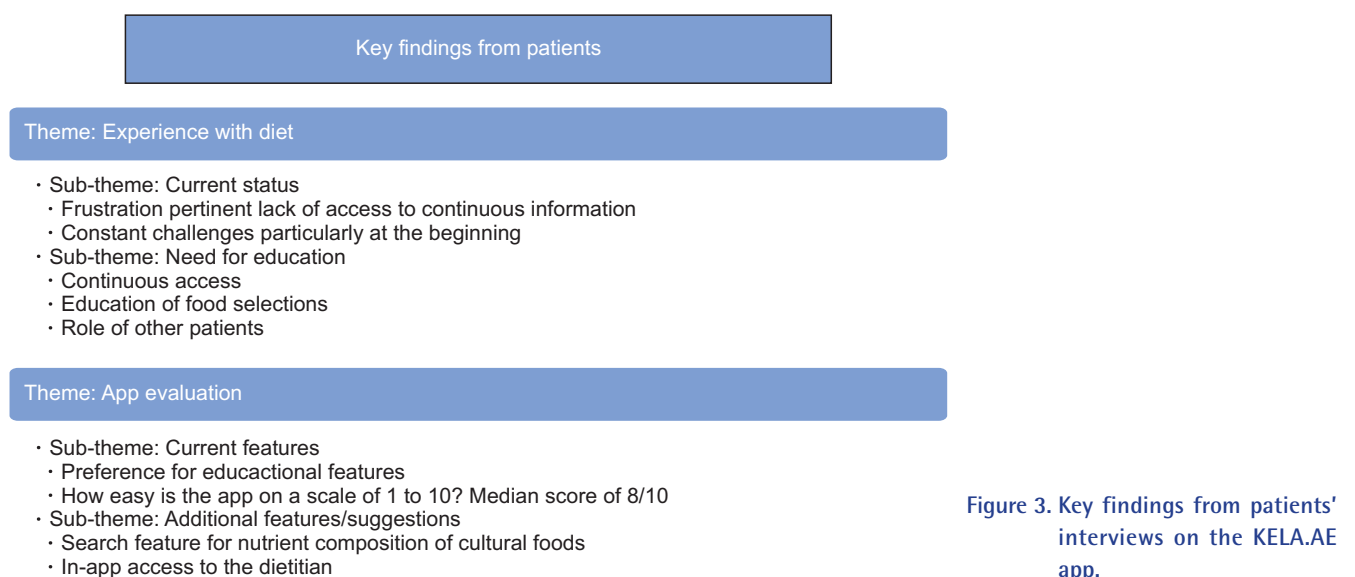 Key findings from patients
Theme: Experience with diet
· Sub-theme: Current status
· Frustration pertinent lack of access to continuous information
· Constant challenges particularly at the beginning
· Sub-theme: Need for education
· Continuous access
· Education of food selections
· Role of other patients
Theme: App evaluation
· Sub-theme: Current features
· Preference for educactional features
· How easy is the app on a scale of 1 to 10? Median score of 8/10
· Sub-theme: Additional features/suggestions
· Search feature for nutrient composition of cultural foods
· In-app access to the dietitian
Figure 3. Key findings from patients'
interviews on the KELA.AE
app.